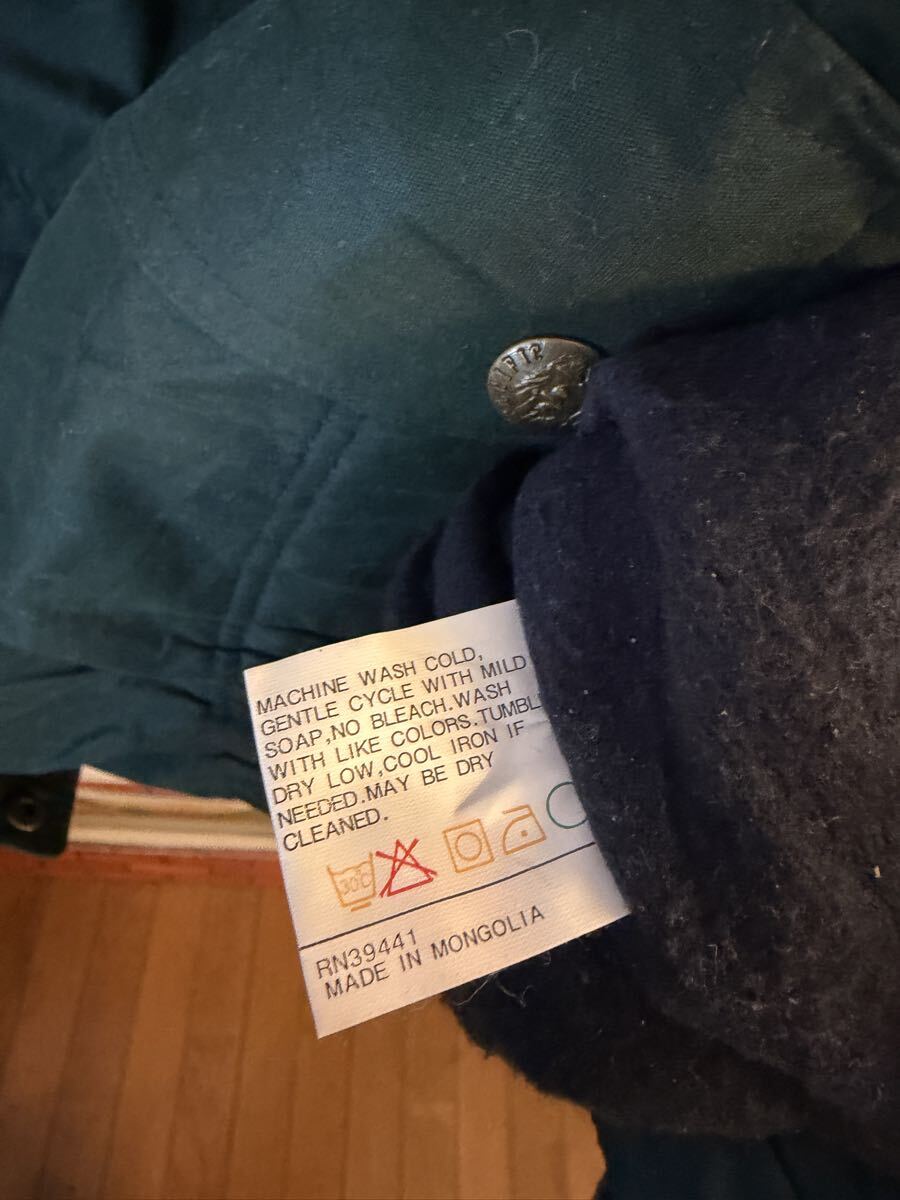 MACHINE WASH COLD,
GENTLE CYCLE WITH MILD
SOAP,NO BLEACH.WASH
WITH LIKE COLORS.TUMBL
DRY LOW,COOL IRON IF
NEEDED.MAY BE DRY
CLEANED.
30°C
RN39441
MADE IN MONGOLIA